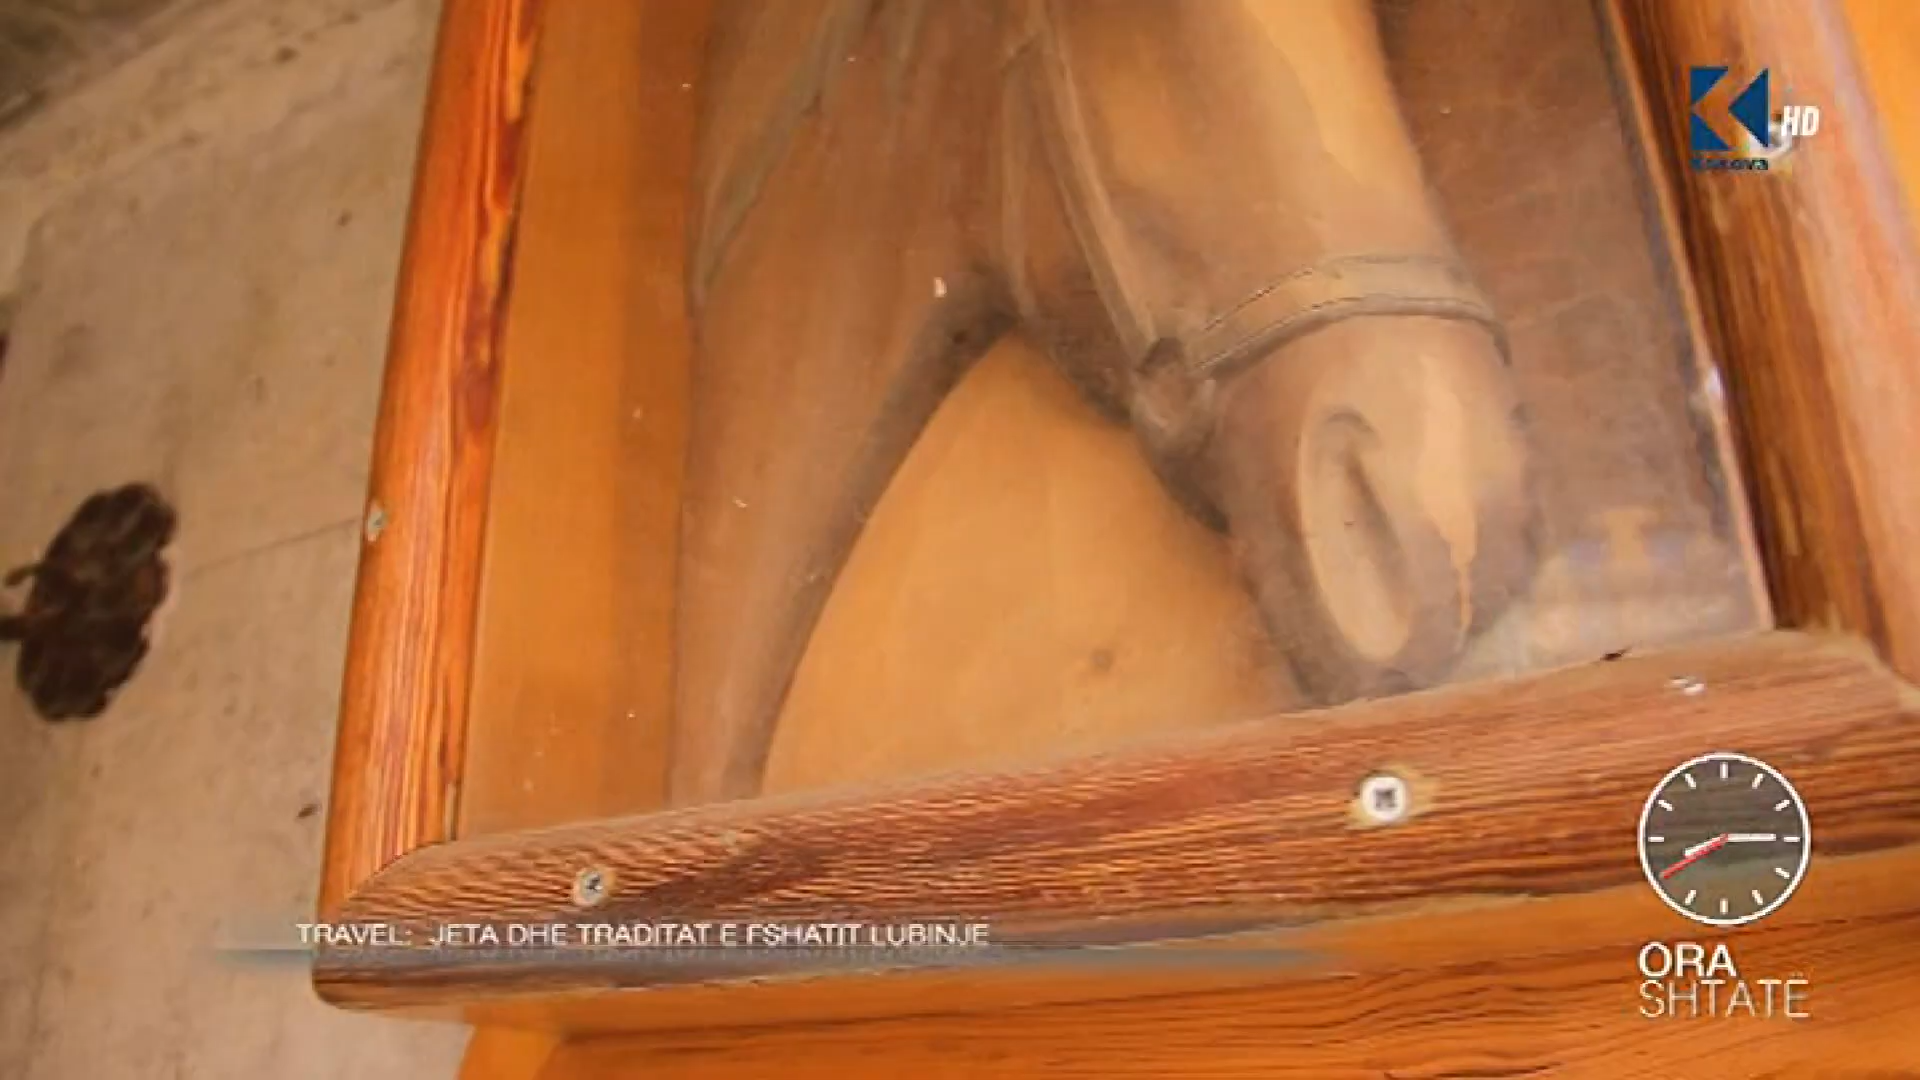 HD
Kosova
TRAVEL: JETA DHE TRADITAT E FSHATIT LUBINJE
ORA
SHTATË